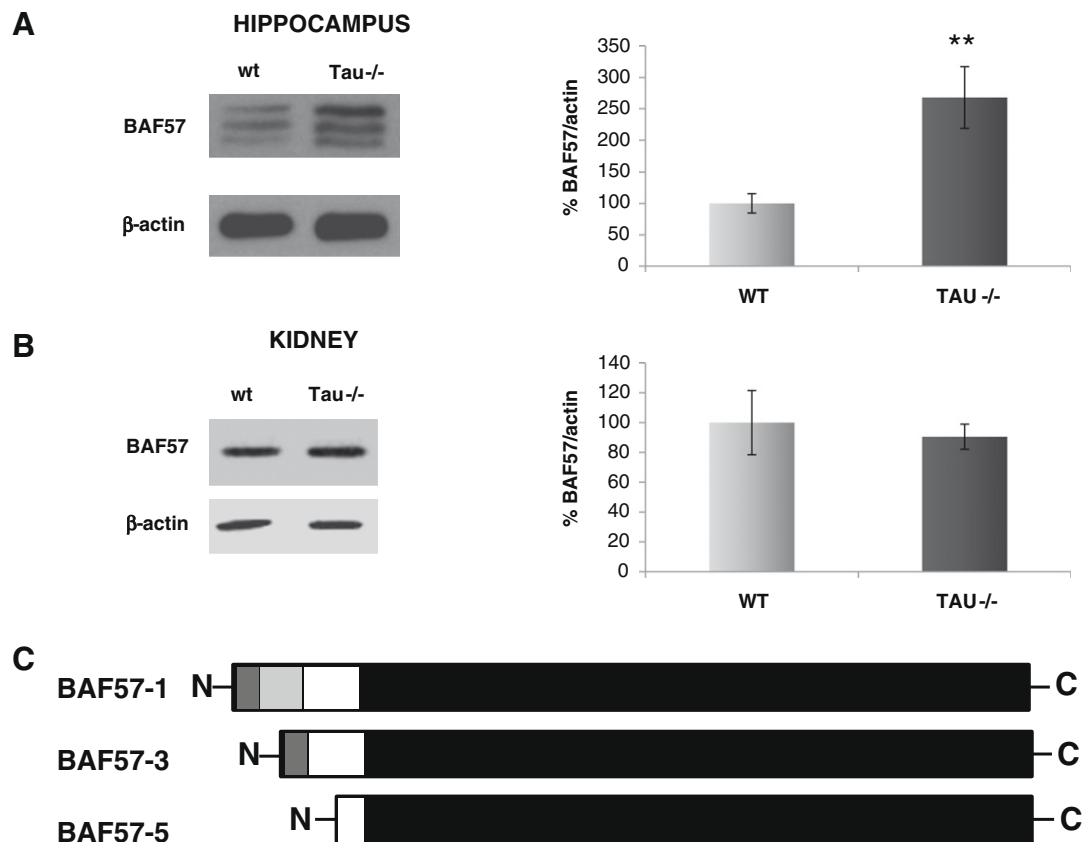 A
HIPPOCAMPUS
wt Tau-/-
BAF57
β-actin
% BAF57/actin
350
300
250
200
150
100
50
0
**
WT TAU -/-
B
KIDNEY
wt Tau-/-
BAF57
β-actin
% BAF57/actin
140
120
100
80
60
40
20
0
WT TAU -/-
C
BAF57-1 N C
BAF57-3 N C
BAF57-5 N C